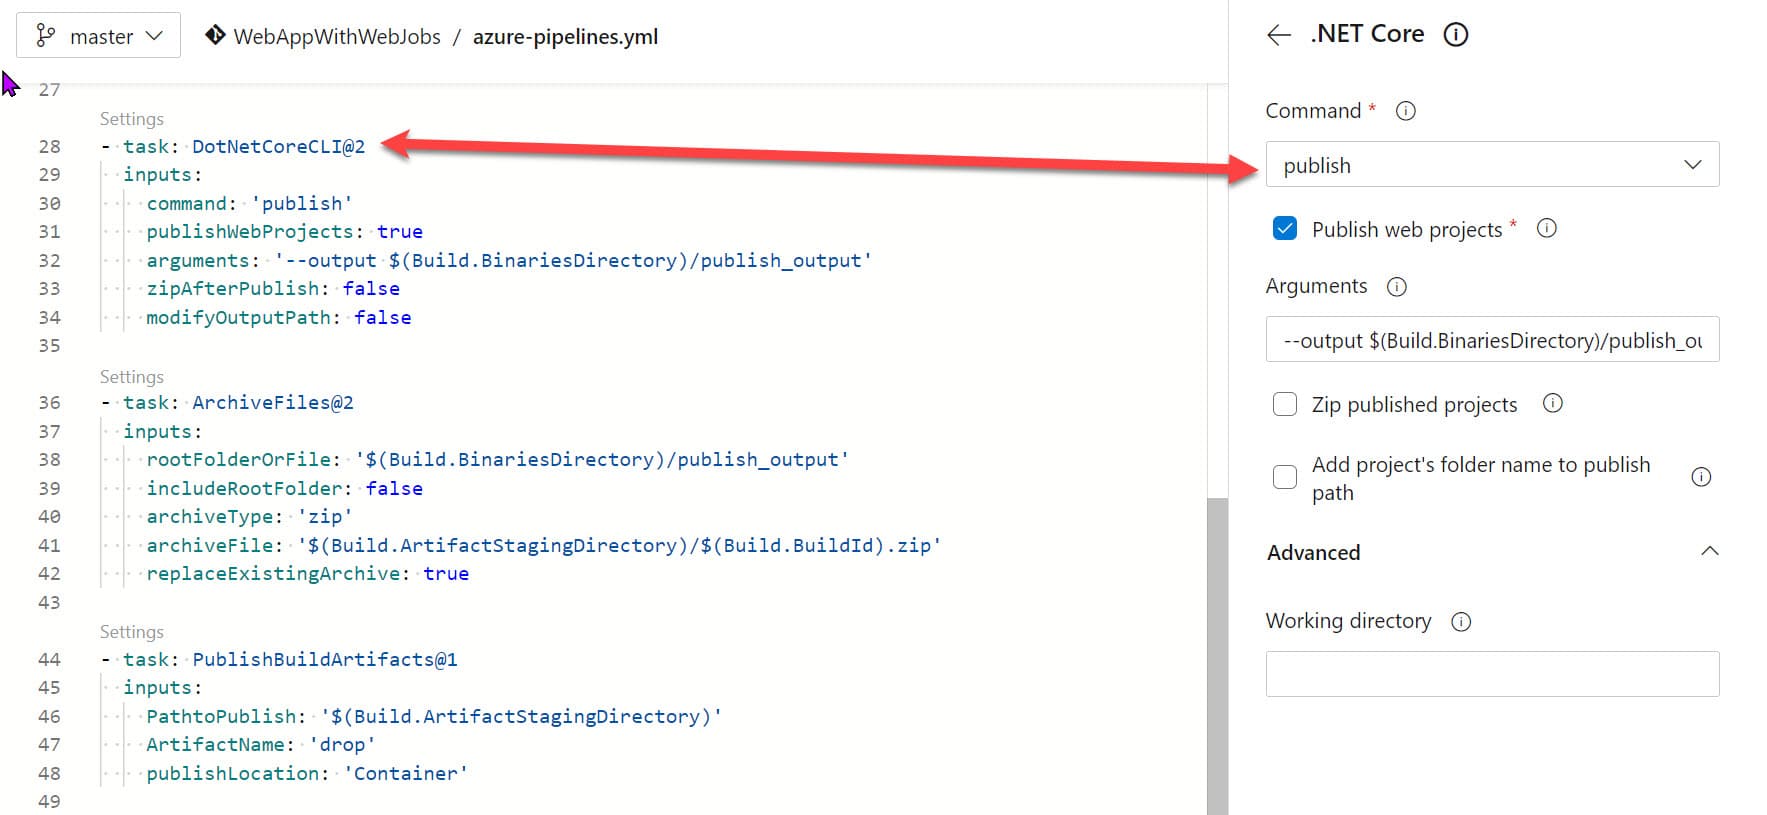 master
WebAppWithWebJobs / azure-pipelines.yml
27
Settings
28 - task: DotNetCoreCLI@2
29 inputs:
30 command: 'publish'
31 publishWebProjects: true
32 arguments: '--output $(Build.BinariesDirectory)/publish_output'
33 zipAfterPublish: false
34 modifyOutputPath: false
35
Settings
36 - task: ArchiveFiles@2
37 inputs:
38 rootFolderOrFile: '$(Build.BinariesDirectory)/publish_output'
39 includeRootFolder: false
40 archiveType: 'zip'
41 archiveFile: '$(Build.ArtifactStagingDirectory)/$(Build.BuildId).zip'
42 replaceExistingArchive: true
43
Settings
44 - task: PublishBuildArtifacts@1
45 inputs:
46 PathtoPublish: '$(Build.ArtifactStagingDirectory)'
47 ArtifactName: 'drop'
48 publishLocation: 'Container'
49
.NET Core
Command *
publish
Publish web projects *
Arguments
--output $(Build.BinariesDirectory)/publish_ou
Zip published projects
Add project's folder name to publish
path
Advanced
Working directory